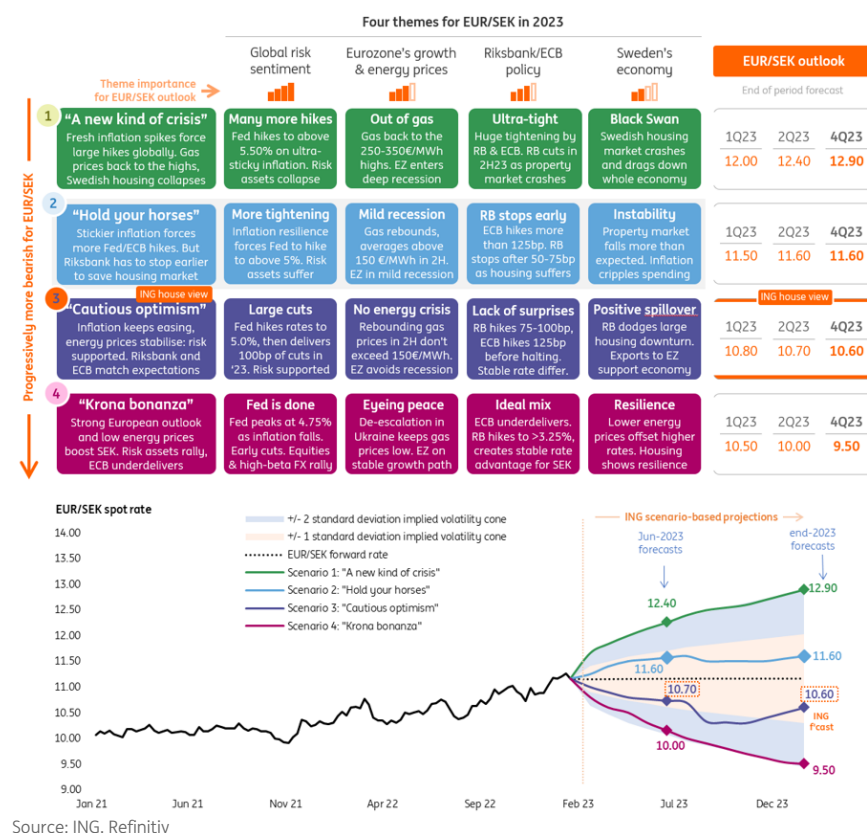 Four themes for EUR/SEK in 2023
Global risk
sentiment
Eurozone's growth
& energy prices
Riksbank/ECB
policy
Sweden's
economy
EUR/SEK outlook
Theme importance
for EUR/SEK outlook
End of period forecast
Progressively more bearish for EUR/SEK
1
"A new kind of crisis"
Fresh inflation spikes force
large hikes globally. Gas
prices back to the highs,
Swedish housing collapses
Many more hikes
Fed hikes to above
5.50% on ultra-
sticky inflation. Risk
assets collapse
Out of gas
Gas back to the
250-350€/MWh
highs. EZ enters
deep recession
Ultra-tight
Huge tightening by
RB & ECB. RB cuts in
2H23 as property
market crashes
Black Swan
Swedish housing
market crashes
and drags down
whole economy
1Q23 2Q23 4Q23
12.00 12.40 12.90
2
"Hold your horses"
Stickier inflation forces
more Fed/ECB hikes. But
Riksbank has to stop earlier
to save housing market
More tightening
Inflation resilience
forces Fed to hike
to above 5%. Risk
assets suffer
Mild recession
Gas rebounds,
averages above
150 €/MWh in 2H.
EZ in mild recession
RB stops early
ECB hikes more
than 125bp. RB
stops after 50-75bp
as housing suffers
Instability
Property market
falls more than
expected. Inflation
cripples spending
1Q23 2Q23 4Q23
11.50 11.60 11.60
3
ING house view
"Cautious optimism"
Inflation keeps easing,
energy prices stabilise: risk
supported. Riksbank and
ECB match expectations
Large cuts
Fed hikes rates to
5.0%, then delivers
100bp of cuts in
'23. Risk supported
No energy crisis
Rebounding gas
prices in 2H don't
exceed 150€/MWh.
EZ avoids recession
Lack of surprises
RB hikes 75-100bp,
ECB hikes 125bp
before halting.
Stable rate differ.
Positive spillover
RB dodges large
housing downturn.
Exports to EZ
support economy
ING house view
1Q23 2Q23 4Q23
10.80 10.70 10.60
4
"Krona bonanza"
Strong European outlook
and low energy prices
boost SEK. Risk assets rally,
ECB underdelivers
Fed is done
Fed peaks at 4.75%
as inflation falls.
Early cuts. Equities
& high-beta FX rally
Eyeing peace
De-escalation in
Ukraine keeps gas
prices low. EZ on
stable growth path
Ideal mix
ECB underdelivers.
RB hikes to >3.25%,
creates stable rate
advantage for SEK
Resilience
Lower energy
prices offset higher
rates. Housing
shows resilience
1Q23 2Q23 4Q23
10.50 10.00 9.50
EUR/SEK spot rate
+/- 2 standard deviation implied volatility cone
+/- 1 standard deviation implied volatility cone
EUR/SEK forward rate
Scenario 1: "A new kind of crisis"
Scenario 2: "Hold your horses"
Scenario 3: "Cautious optimism"
Scenario 4: "Krona bonanza"
ING scenario-based projections
Jun-2023
forecasts
end-2023
forecasts
14.00
13.50
13.00
12.50
12.00
11.50
11.00
10.50
10.00
9.50
9.00
12.40
12.90
11.60
11.60
10.70
10.60
ING
f'cast
10.00
9.50
Jan 21 Jun 21 Nov 21 Apr 22 Sep 22 Feb 23 Jul 23 Dec 23
Source: ING, Refinitiv